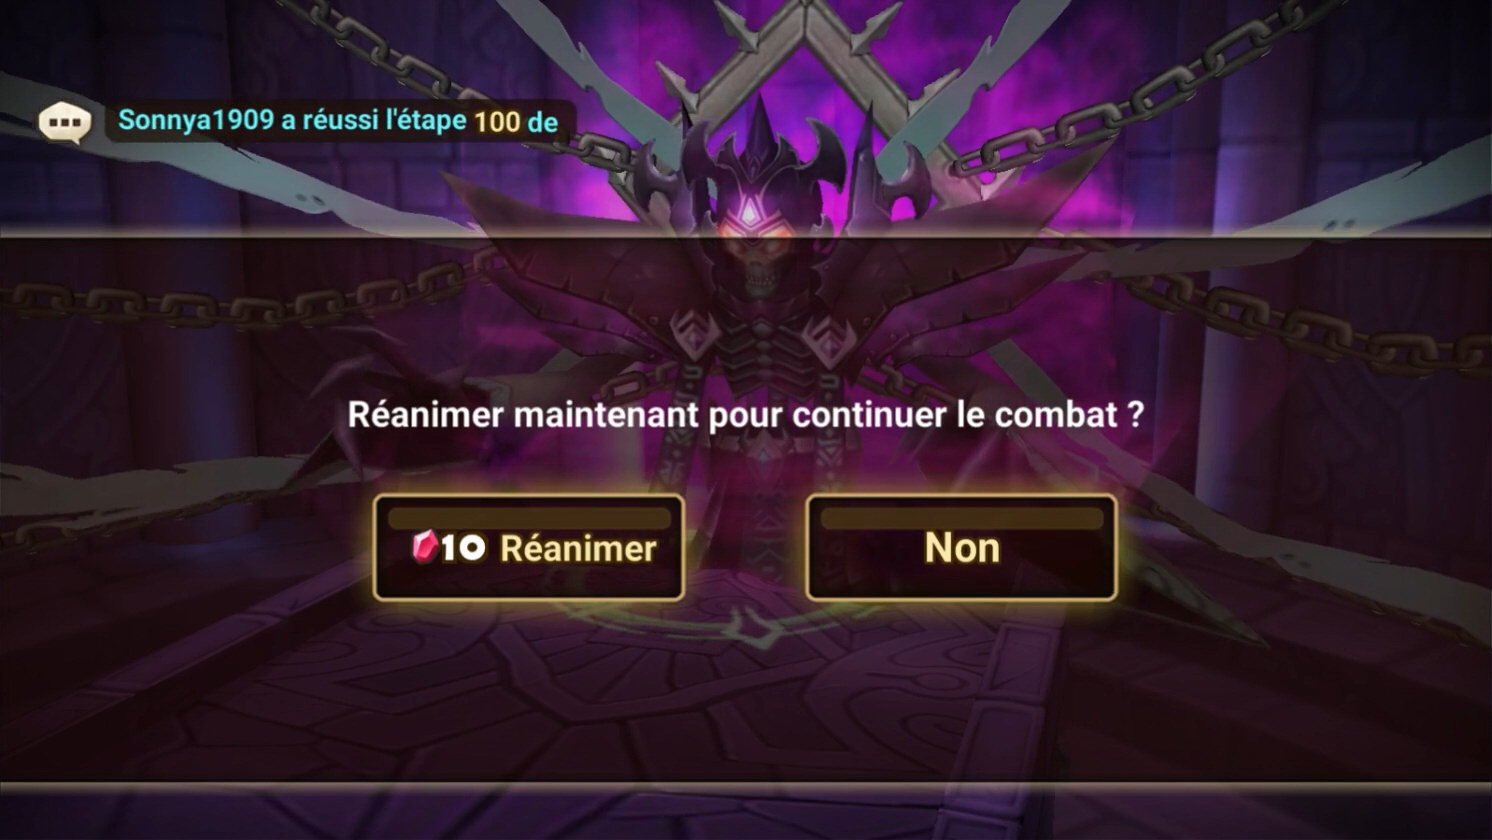 Sonnya1909 a réussi l'étape 100 de
Réanimer maintenant pour continuer le combat ?
10 Réanimer
Non